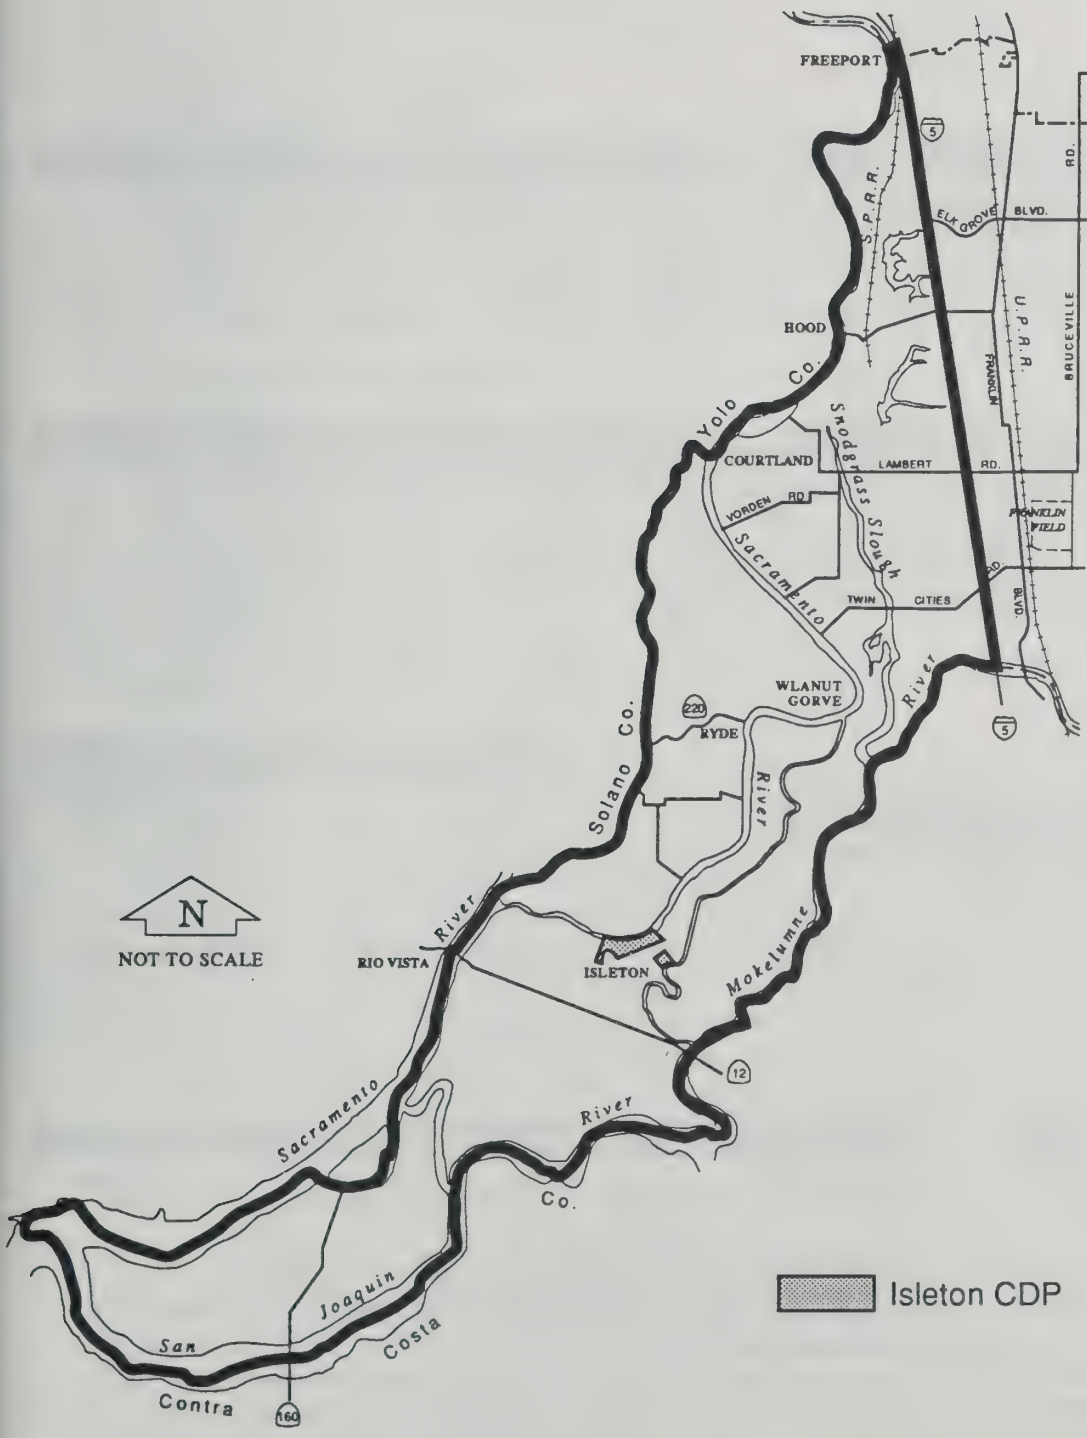 FREEPORT
5
RD.
S. P. R. R.
ELK GROVE BLVD.
HOOD
U. P. R. R.
BRUCEVILLE
FRANKLIN
Yolo Co.
Snodgrass Slough
COURTLAND
LAMBERT RD.
VORDEN RD
FRANKLIN
FIELD
Sacramento
RD.
TWIN CITIES
BLVD.
WLANUT
GORVE
River
220
RYDE
5
Solano Co.
River
N
NOT TO SCALE
River
RIO VISTA
ISLETON
Mokelumne
12
Sacramento
River
Co.
Isleton CDP
Joaquin
San
Costa
Contra
160